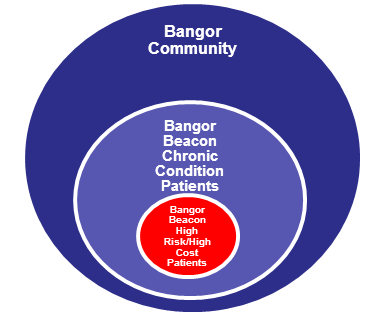 Bangor
Community
Bangor
Beacon
Chronic
Condition
Patients
Bangor
Beacon
High
Risk/High
Cost
Patients